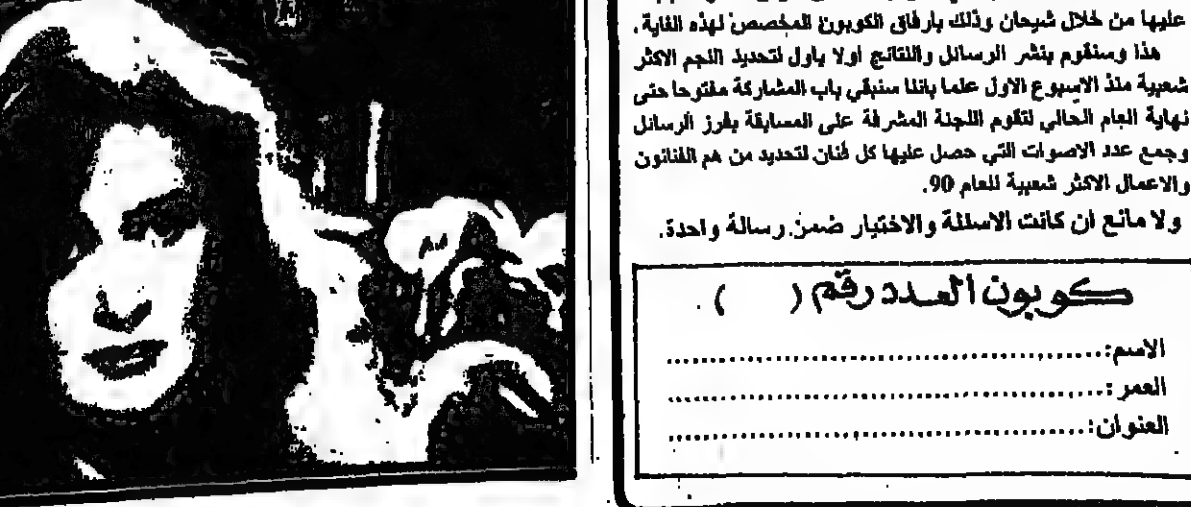 عليها من خلال شيحان وذلك بارفاق الكوبون المخصص لهذه الغاية.
هذا وسنقوم بنشر الرسائل والنتائج اولا باول لتحديد النجم الاكثر
شعبية منذ الاسبوع الاول علما باننا سنبقي باب المشاركة مفتوحا حتى
نهاية العام الحالي لتقوم اللجنة المشرفة على المسابقة بفرز الرسائل
وجمع عدد الاصوات التي حصل عليها كل فنان لتحديد من هم الفنانون
والاعمال الاكثر شعبية للعام 90.
ولا مانع ان كانت الاسئلة والاختيار ضمن رسالة واحدة.
كوبون العدد رقم ( ).
الاسم:............................................
العمر:............................................
العنوان:..........................................